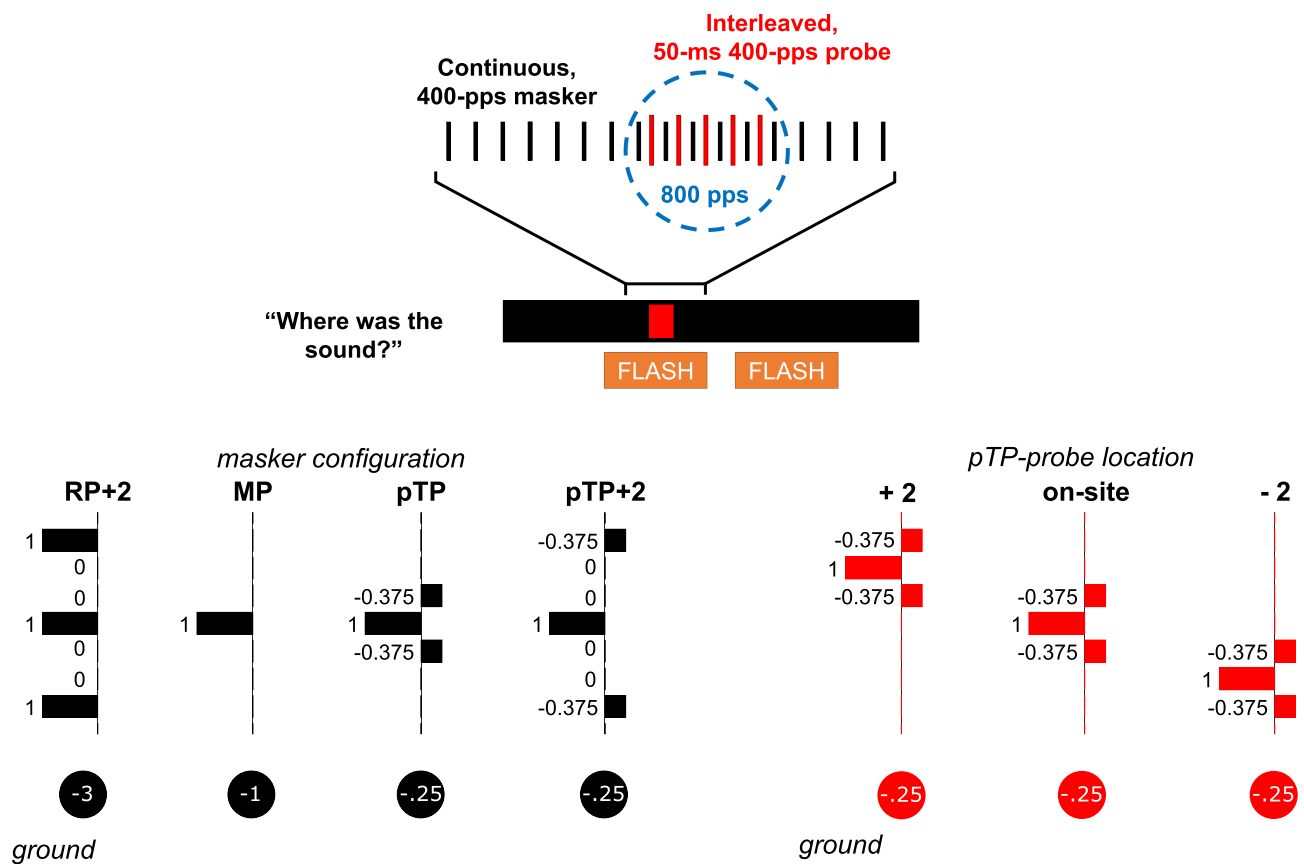 Interleaved,
50-ms 400-pps probe
Continuous,
400-pps masker
800 pps
“Where was the
sound?”
FLASH FLASH
masker configuration
pTP-probe location
RP+2 MP pTP pTP+2
+ 2 on-site - 2
1 -0.375 -0.375
0 0 1
0 -0.375 0 -0.375 -0.375
1 1 1 1 1
0 -0.375 0 -0.375 -0.375
0 0 1
1 -0.375 -0.375
-3 -1 -.25 -.25 -.25 -.25 -.25
ground ground